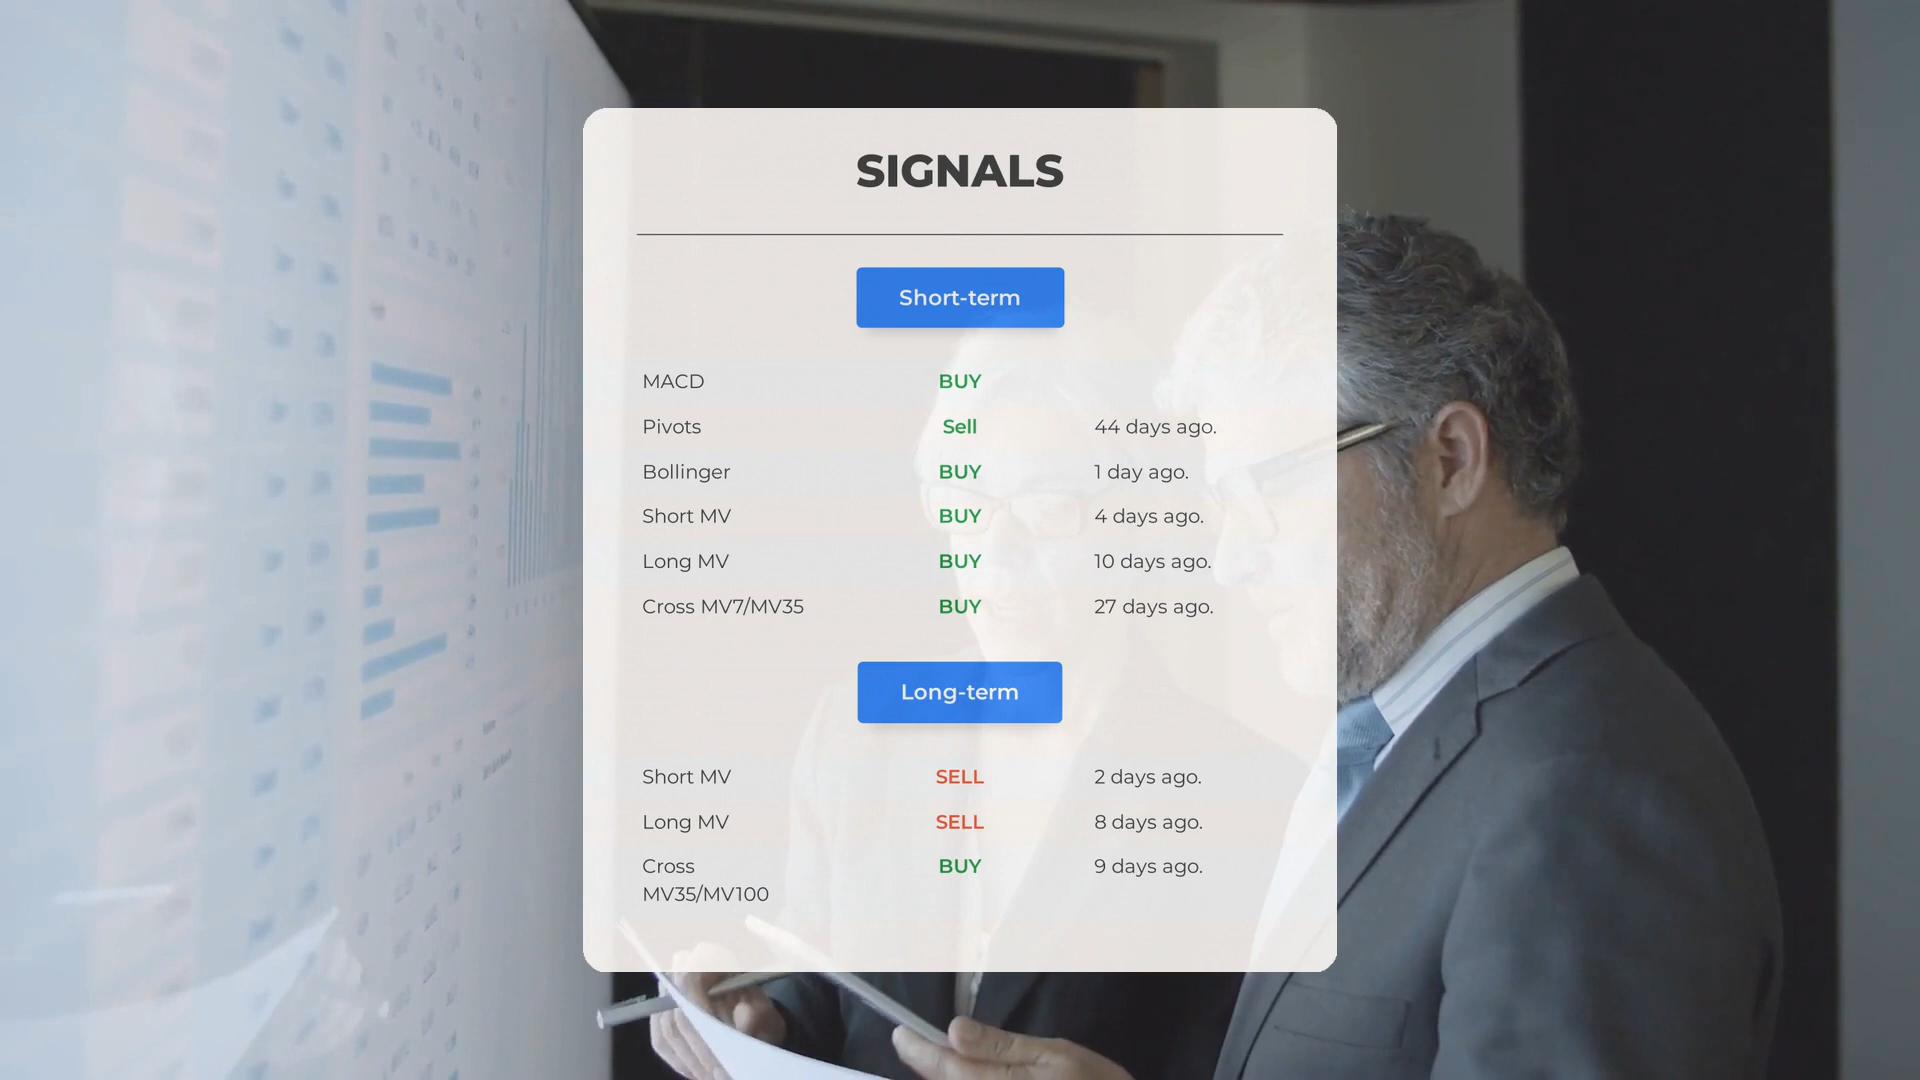 SIGNALS
Short-term
MACD BUY
Pivots Sell 44 days ago.
Bollinger BUY 1 day ago.
Short MV BUY 4 days ago.
Long MV BUY 10 days ago.
Cross MV7/MV35 BUY 27 days ago.
Long-term
Short MV SELL 2 days ago.
Long MV SELL 8 days ago.
Cross BUY 9 days ago.
MV35/MV100